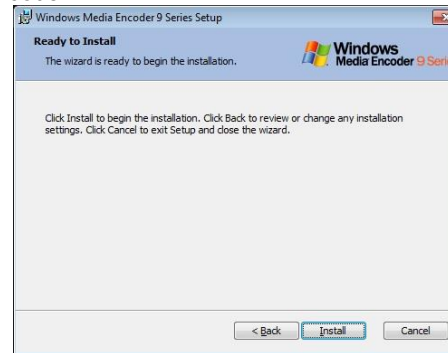 Windows Media Encoder 9 Series Setup
Ready to Install
The wizard is ready to begin the installation.
Windows
Media Encoder 9 Seri
Click Install to begin the installation. Click Back to review or change any installation
settings. Click Cancel to exit Setup and close the wizard.
< Back
Install
Cancel